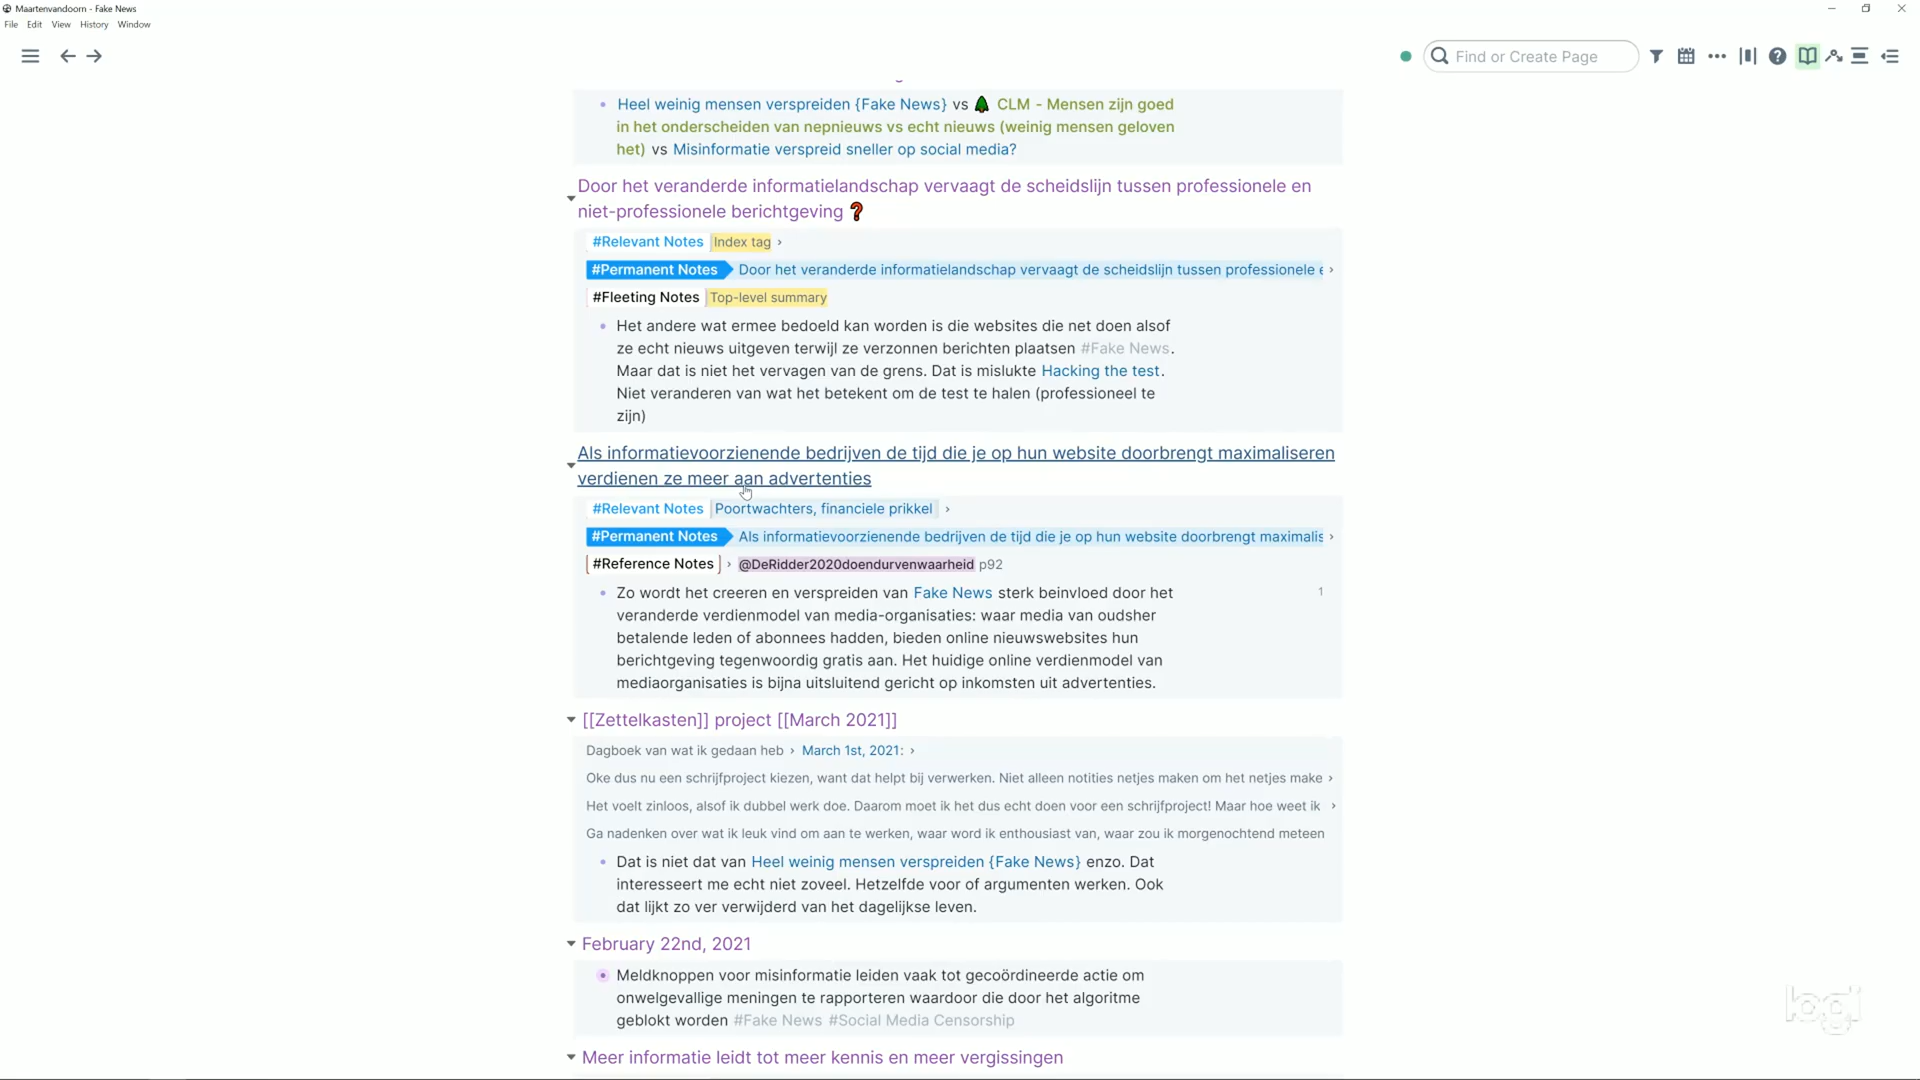 Maartenvandoorn - Fake News
File Edit View History Window
Find or Create Page
Heel weinig mensen verspreiden {Fake News} vs 🌲 CLM - Mensen zijn goed
in het onderscheiden van nepnieuws vs echt nieuws (weinig mensen geloven
het) vs Misinformatie verspreid sneller op social media?
Door het veranderde informatielandschap vervaagt de scheidslijn tussen professionele en
niet-professionele berichtgeving ❓
#Relevant Notes Index tag ›
#Permanent Notes Door het veranderde informatielandschap vervaagt de scheidslijn tussen professionele e ›
#Fleeting Notes Top-level summary
Het andere wat ermee bedoeld kan worden is die websites die net doen alsof
ze echt nieuws uitgeven terwijl ze verzonnen berichten plaatsen #Fake News.
Maar dat is niet het vervagen van de grens. Dat is mislukte Hacking the test.
Niet veranderen van wat het betekent om de test te halen (professioneel te
zijn)
Als informatievoorzienende bedrijven de tijd die je op hun website doorbrengt maximaliseren
verdienen ze meer aan advertenties
#Relevant Notes Poortwachters, financiele prikkel ›
#Permanent Notes Als informatievoorzienende bedrijven de tijd die je op hun website doorbrengt maximalis ›
[#Reference Notes] › @DeRidder2020doendurvenwaarheid p92
Zo wordt het creeren en verspreiden van Fake News sterk beinvloed door het 1
veranderde verdienmodel van media-organisaties: waar media van oudsher
betalende leden of abonnees hadden, bieden online nieuwswebsites hun
berichtgeving tegenwoordig gratis aan. Het huidige online verdienmodel van
mediaorganisaties is bijna uitsluitend gericht op inkomsten uit advertenties.
[[Zettelkasten]] project [[March 2021]]
Dagboek van wat ik gedaan heb › March 1st, 2021: ›
Oke dus nu een schrijfproject kiezen, want dat helpt bij verwerken. Niet alleen notities netjes maken om het netjes make ›
Het voelt zinloos, alsof ik dubbel werk doe. Daarom moet ik het dus echt doen voor een schrijfproject! Maar hoe weet ik ›
Ga nadenken over wat ik leuk vind om aan te werken, waar word ik enthousiast van, waar zou ik morgenochtend meteen
Dat is niet dat van Heel weinig mensen verspreiden {Fake News} enzo. Dat
interesseert me echt niet zoveel. Hetzelfde voor of argumenten werken. Ook
dat lijkt zo ver verwijderd van het dagelijkse leven.
February 22nd, 2021
Meldknoppen voor misinformatie leiden vaak tot gecoördineerde actie om
onwelgevallige meningen te rapporteren waardoor die door het algoritme
geblokt worden #Fake News #Social Media Censorship
logi
Meer informatie leidt tot meer kennis en meer vergissingen